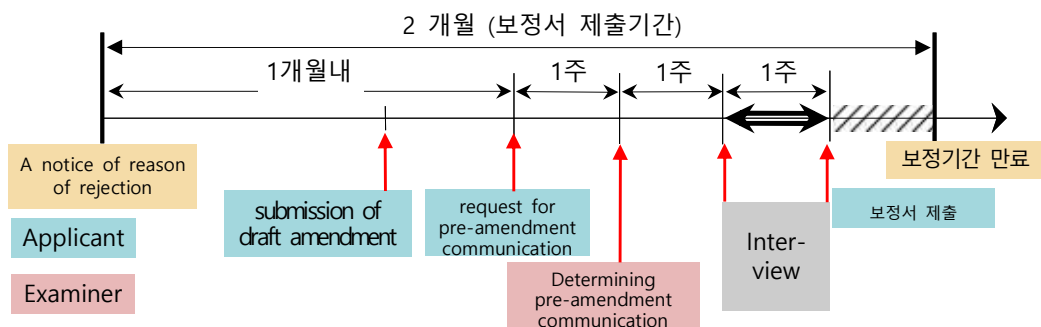 2 개월 (보정서 제출기간)
1개월내
1주
1주
1주
A notice of reason
of rejection
보정기간 만료
submission of
draft amendment
request for
pre-amendment
communication
보정서 제출
Applicant
Inter-
view
Examiner
Determining
pre-amendment
communication